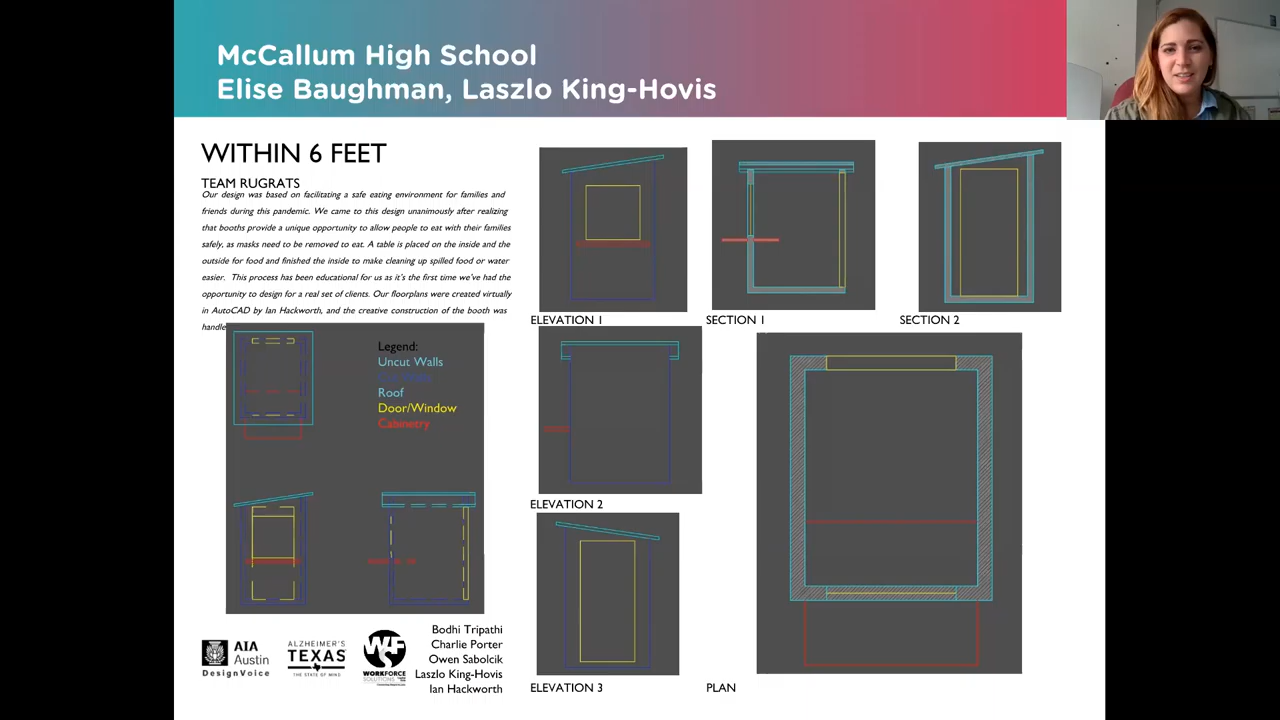 McCallum High School
Elise Baughman, Laszlo King-Hovis
WITHIN 6 FEET
TEAM RUGRATS
Our design was based on facilitating a safe eating environment for families and
friends during this pandemic. We came to this design unanimously after realizing
that booths provide a unique opportunity to allow people to eat with their families
safely, as masks need to be removed to eat. A table is placed on the inside and the
outside for food and finished the inside to make cleaning up spilled food or water
easier. This process has been educational for us as it's the first time we've had the
opportunity to design for a real set of clients. Our floorplans were created virtually
in AutoCAD by Ian Hackworth, and the creative construction of the booth was
handle
Legend:
Uncut Walls
Roof
Door/Window
Cabinetry
ELEVATION 1
SECTION 1
SECTION 2
ELEVATION 2
ELEVATION 3
PLAN
AIA
Austin
DesignVoice
ALZHEIMER'S
TEXAS
THE STATE OF MIND
WF
WORKFORCE
SOLUTIONS
Bodhi Tripathi
Charlie Porter
Owen Sabolcik
Laszlo King-Hovis
Ian Hackworth